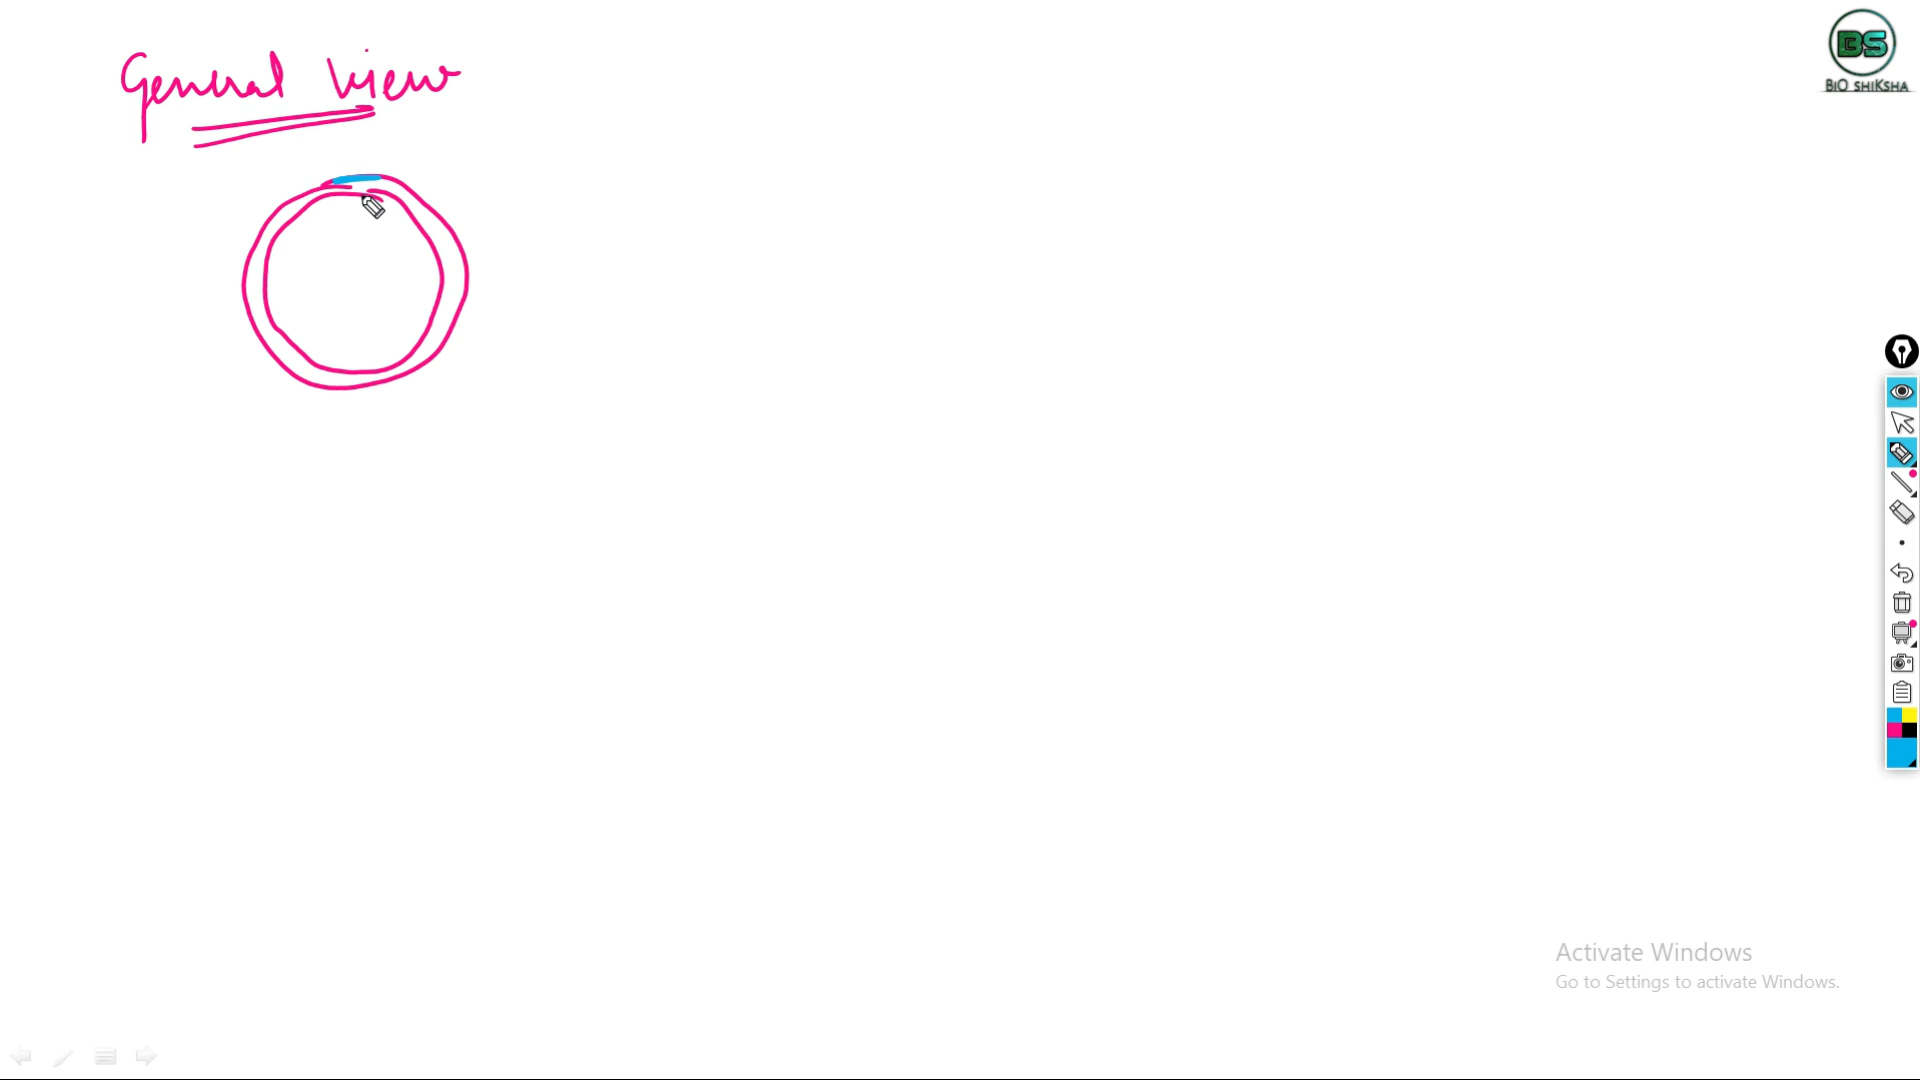 General View
BS
BIO SHIKSHA
Activate Windows
Go to Settings to activate Windows.